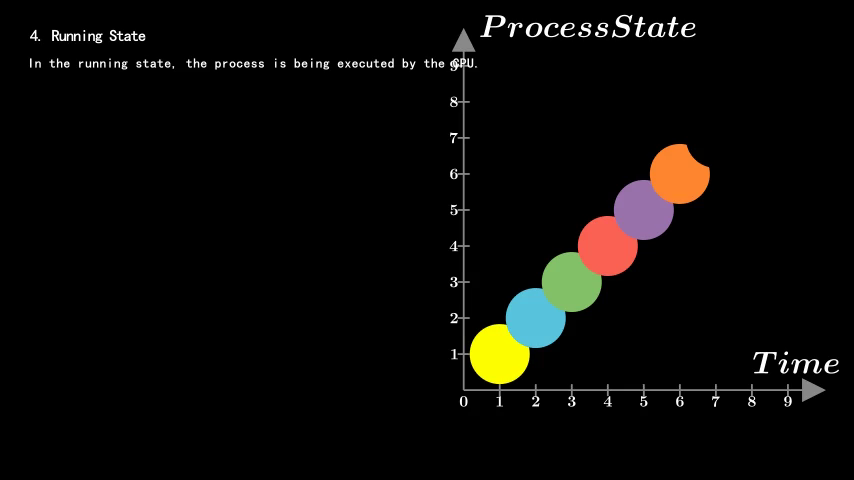 4. Running State
In the running state, the process is being executed by the CPU.
ProcessState
9
8
7
6
5
4
3
2
1
Time
0 1 2 3 4 5 6 7 8 9